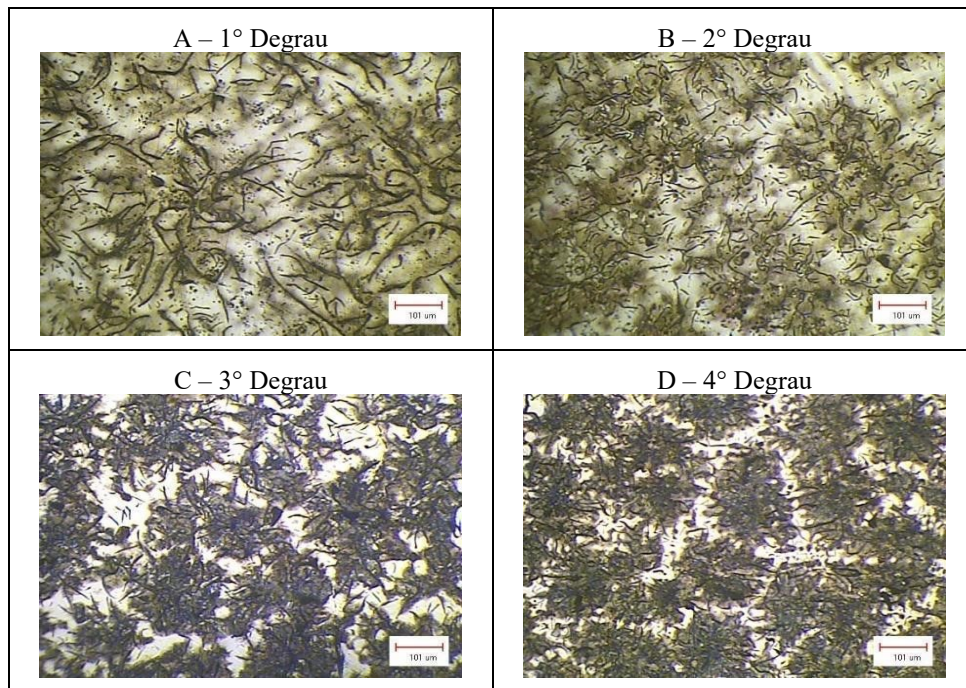 A – 1° Degrau
B – 2° Degrau
101 um
101 um
C – 3° Degrau
D – 4° Degrau
101 um
101 um